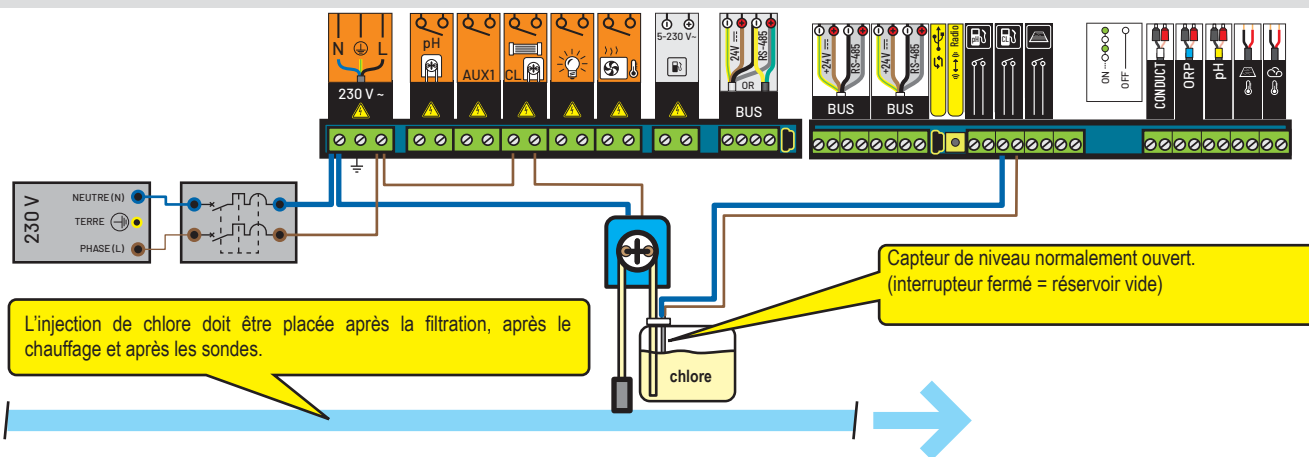 N L
230 V ~
pH
AUX1
CL
5-230 V~
24V
RS-485
OR
BUS
+24V
RS-485
BUS
+24V
RS-485
BUS
Radio
pH
CL
ON
OFF
CONDUCT
ORP
pH
230 V
NEUTRE (N)
TERRE
PHASE (L)
Capteur de niveau normalement ouvert.
(interrupteur fermé = réservoir vide)
L'injection de chlore doit être placée après la filtration, après le
chauffage et après les sondes.
chlore